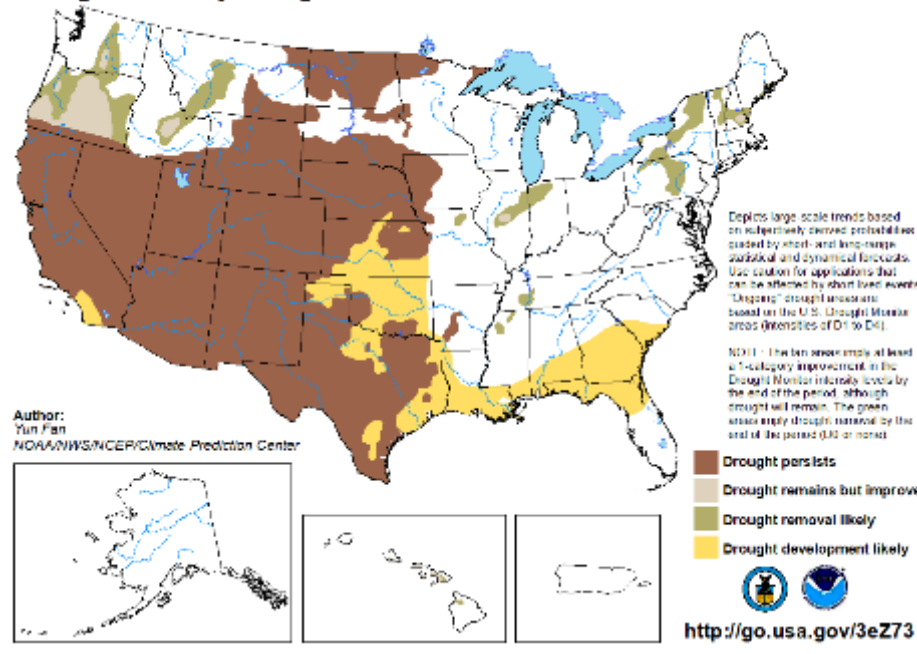 Depicts large-scale trends based
on subjectively derived probabilities
guided by short- and long-range
statistical and dynamical forecasts.
Use caution for applications that
can be affected by short lived events.
"Ongoing" drought areas are
based on the U.S. Drought Monitor
areas (intensities of D1 to D4).
NOTE: The tan areas imply at least
a 1-category improvement in the
Drought Monitor intensity levels by
the end of the period, although
drought will remain. The green
areas imply drought removal by the
end of the period (D0 or none).
Author:
Yun Fan
NOAA/NWS/NCEP/Climate Prediction Center
Drought persists
Drought remains but improve
Drought removal likely
Drought development likely
http://go.usa.gov/3eZ73